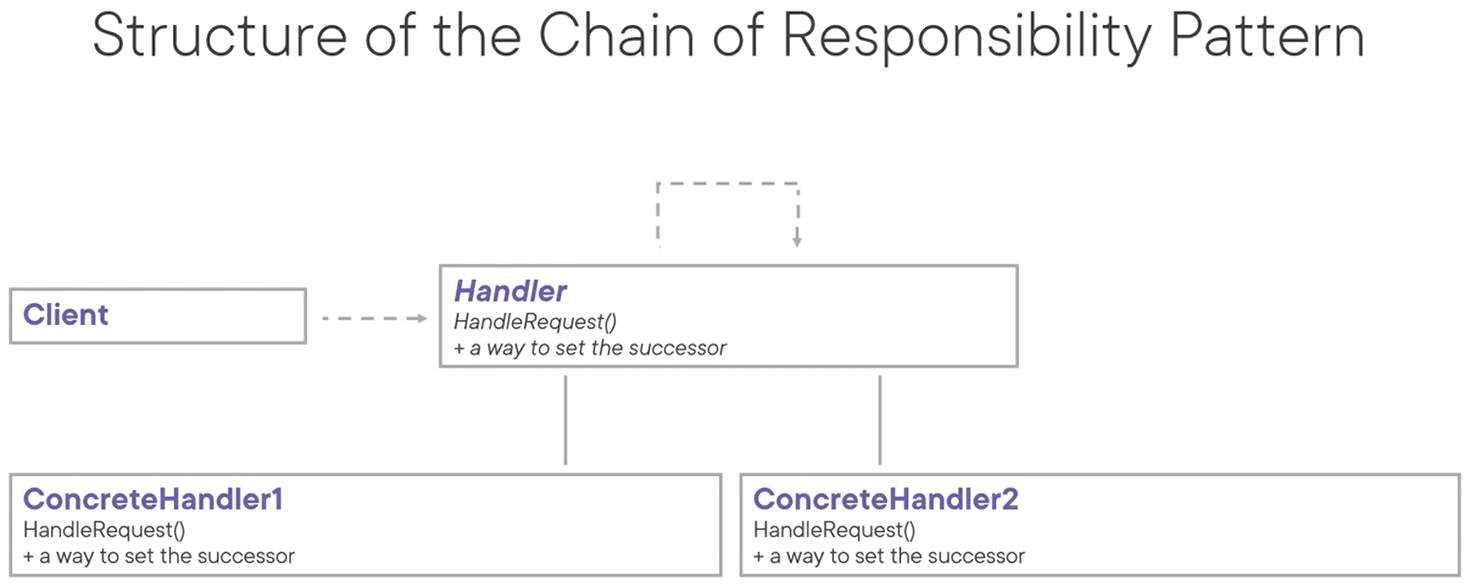 Structure of the Chain of Responsibility Pattern
Client
Handler
HandleRequest()
+ a way to set the successor
ConcreteHandler1
HandleRequest()
+ a way to set the successor
ConcreteHandler2
HandleRequest()
+ a way to set the successor